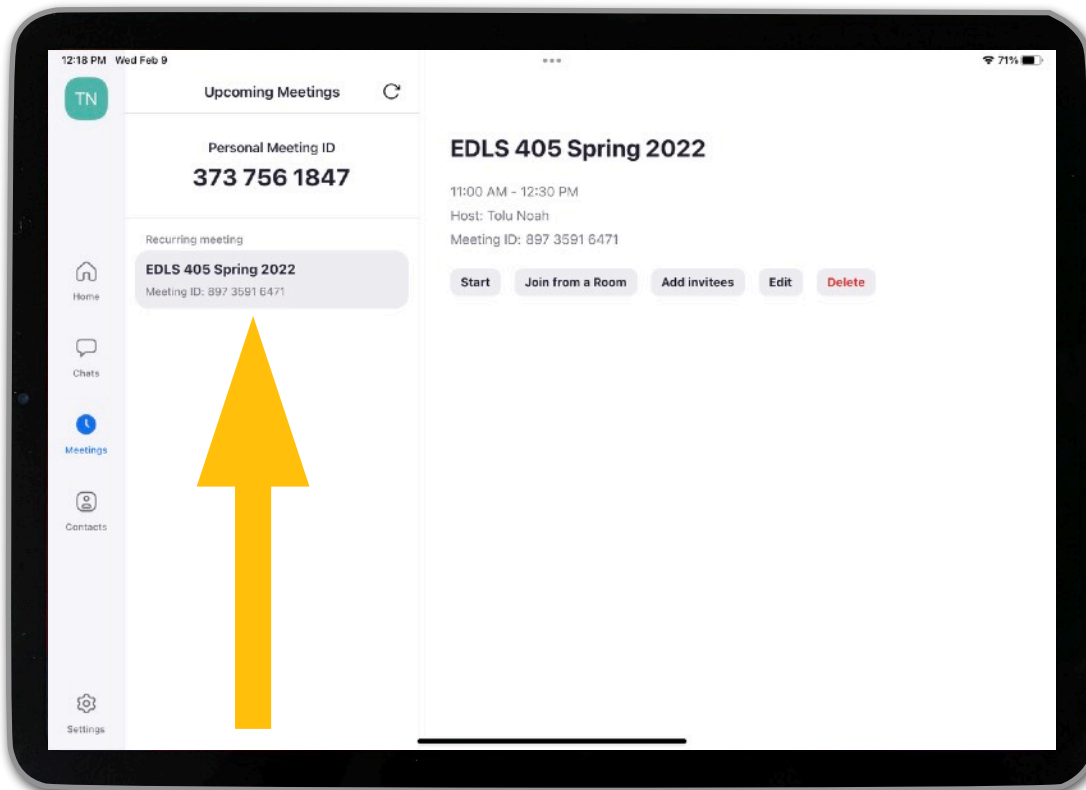 12:18 PM Wed Feb 9
71%
TN
Upcoming Meetings
Personal Meeting ID
373 756 1847
Recurring meeting
EDLS 405 Spring 2022
Meeting ID: 897 3591 6471
Home
Chats
Meetings
Contacts
Settings
EDLS 405 Spring 2022
11:00 AM - 12:30 PM
Host: Tolu Noah
Meeting ID: 897 3591 6471
Start Join from a Room Add invitees Edit Delete